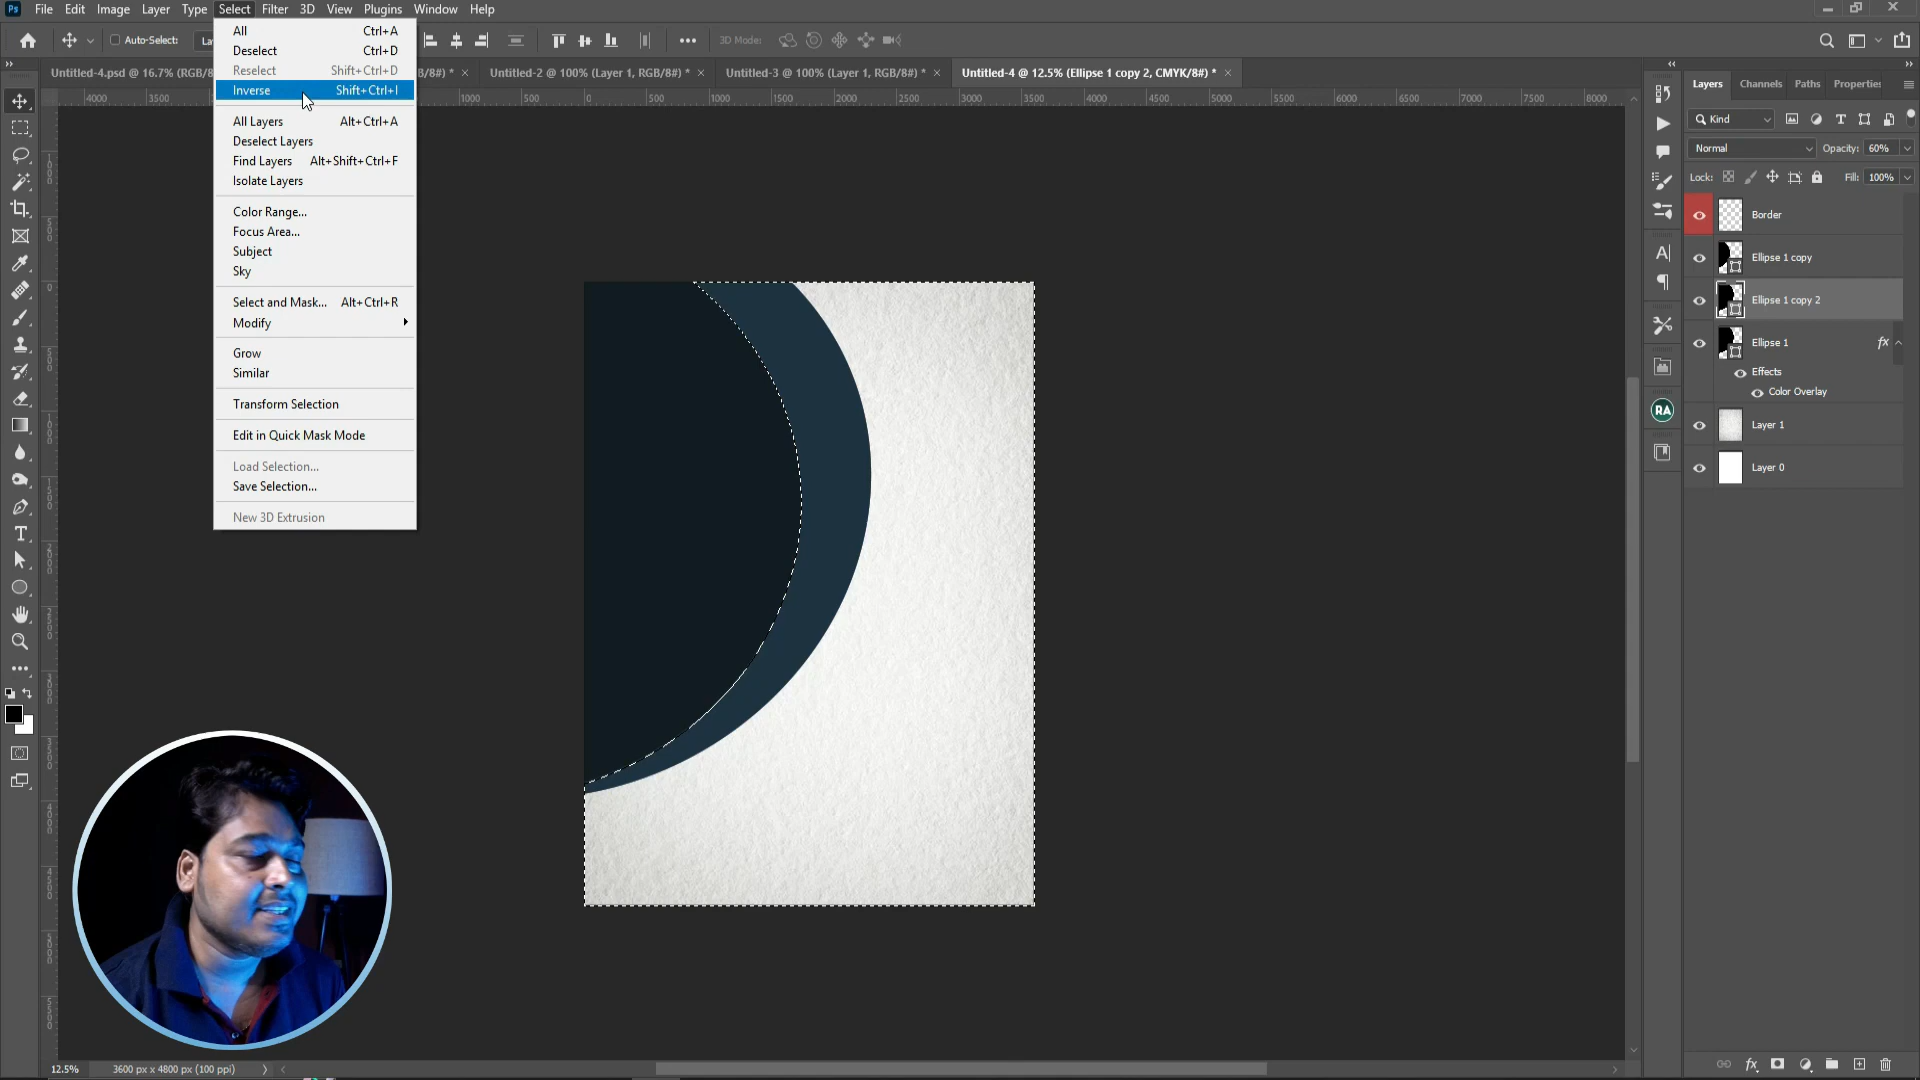 Ps File Edit Image Layer Type Select Filter 3D View Plugins Window Help
Auto-Select: La
3D Mode:
Untitled-4.psd @ 16.7% (RGB/8 B/8#) * × Untitled-2 @ 100% (Layer 1, RGB/8#) * × Untitled-3 @ 100% (Layer 1, RGB/8#) * × Untitled-4 @ 12.5% (Ellipse 1 copy 2, CMYK/8#) * ×
4000 3500 1000 500 0 500 1000 1500 2000 2500 3000 3500 4000 4500 5000 5500 6000 6500 7000 7500 8000
All Ctrl+A
Deselect Ctrl+D
Reselect Shift+Ctrl+D
Inverse Shift+Ctrl+I
All Layers Alt+Ctrl+A
Deselect Layers
Find Layers Alt+Shift+Ctrl+F
Isolate Layers
Color Range...
Focus Area...
Subject
Sky
Select and Mask... Alt+Ctrl+R
Modify
Grow
Similar
Transform Selection
Edit in Quick Mask Mode
Load Selection...
Save Selection...
New 3D Extrusion
Layers Channels Paths Properties
Kind
Normal Opacity: 60%
Lock: Fill: 100%
Border
Ellipse 1 copy
Ellipse 1 copy 2
Ellipse 1 fx
Effects
Color Overlay
Layer 1
Layer 0
RA
12.5% 3600 px x 4800 px (100 ppi)